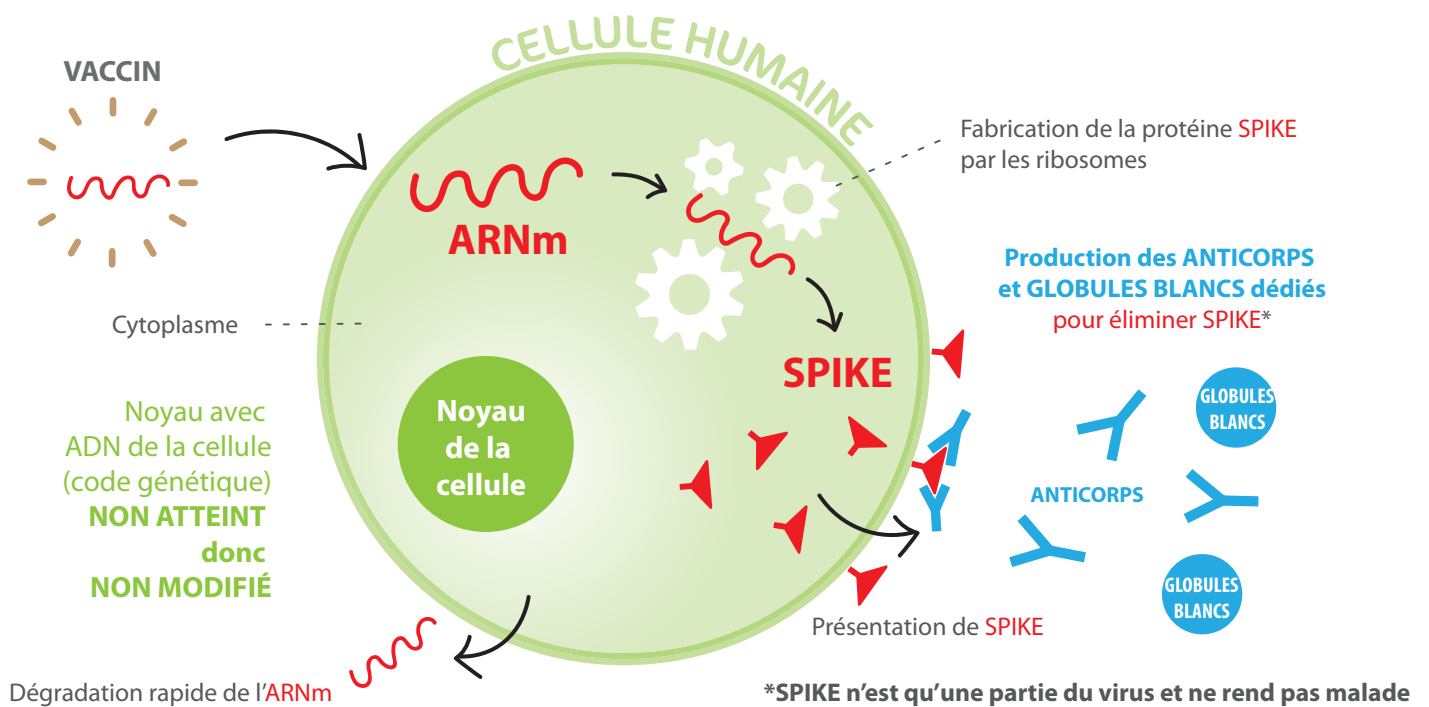 CELLULE HUMAINE
VACCIN
Fabrication de la protéine SPIKE
par les ribosomes
ARNm
Production des ANTICORPS
et GLOBULES BLANCS dédiés
pour éliminer SPIKE*
Cytoplasme
SPIKE
Noyau avec
ADN de la cellule
(code génétique)
NON ATTEINT
donc
NON MODIFIÉ
Noyau
de la
cellule
GLOBULES
BLANCS
ANTICORPS
GLOBULES
BLANCS
Présentation de SPIKE
Dégradation rapide de l’ARNm
*SPIKE n’est qu’une partie du virus et ne rend pas malade